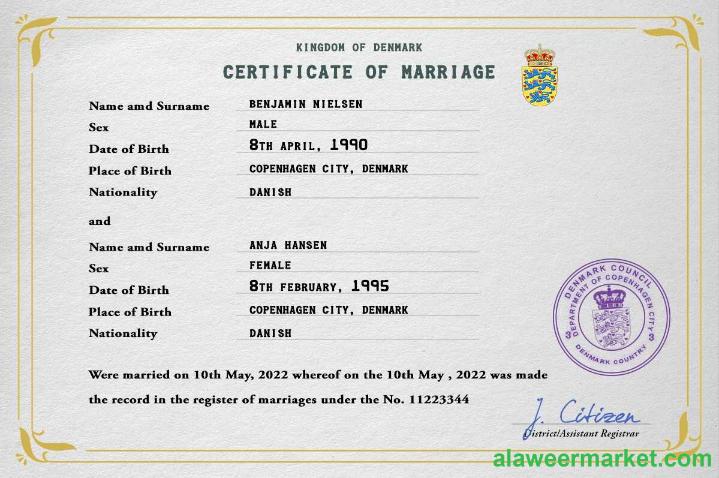 KINGDOM OF DENMARK
CERTIFICATE OF MARRIAGE
Name amd Surname BENJAMIN NIELSEN
Sex MALE
Date of Birth 8TH APRIL, 1990
Place of Birth COPENHAGEN CITY, DENMARK
Nationality DANISH
and
Name amd Surname ANJA HANSEN
Sex FEMALE
Date of Birth 8TH FEBRUARY, 1995
Place of Birth COPENHAGEN CITY, DENMARK
Nationality DANISH
DENMARK COUNCIL
DEPARTMENT OF COPENHAGEN CITY
3 3
DENMARK COUNTRY
Were married on 10th May, 2022 whereof on the 10th May , 2022 was made
the record in the register of marriages under the No. 11223344
J. Citizen
District/Assistant Registrar
alaweermarket.com